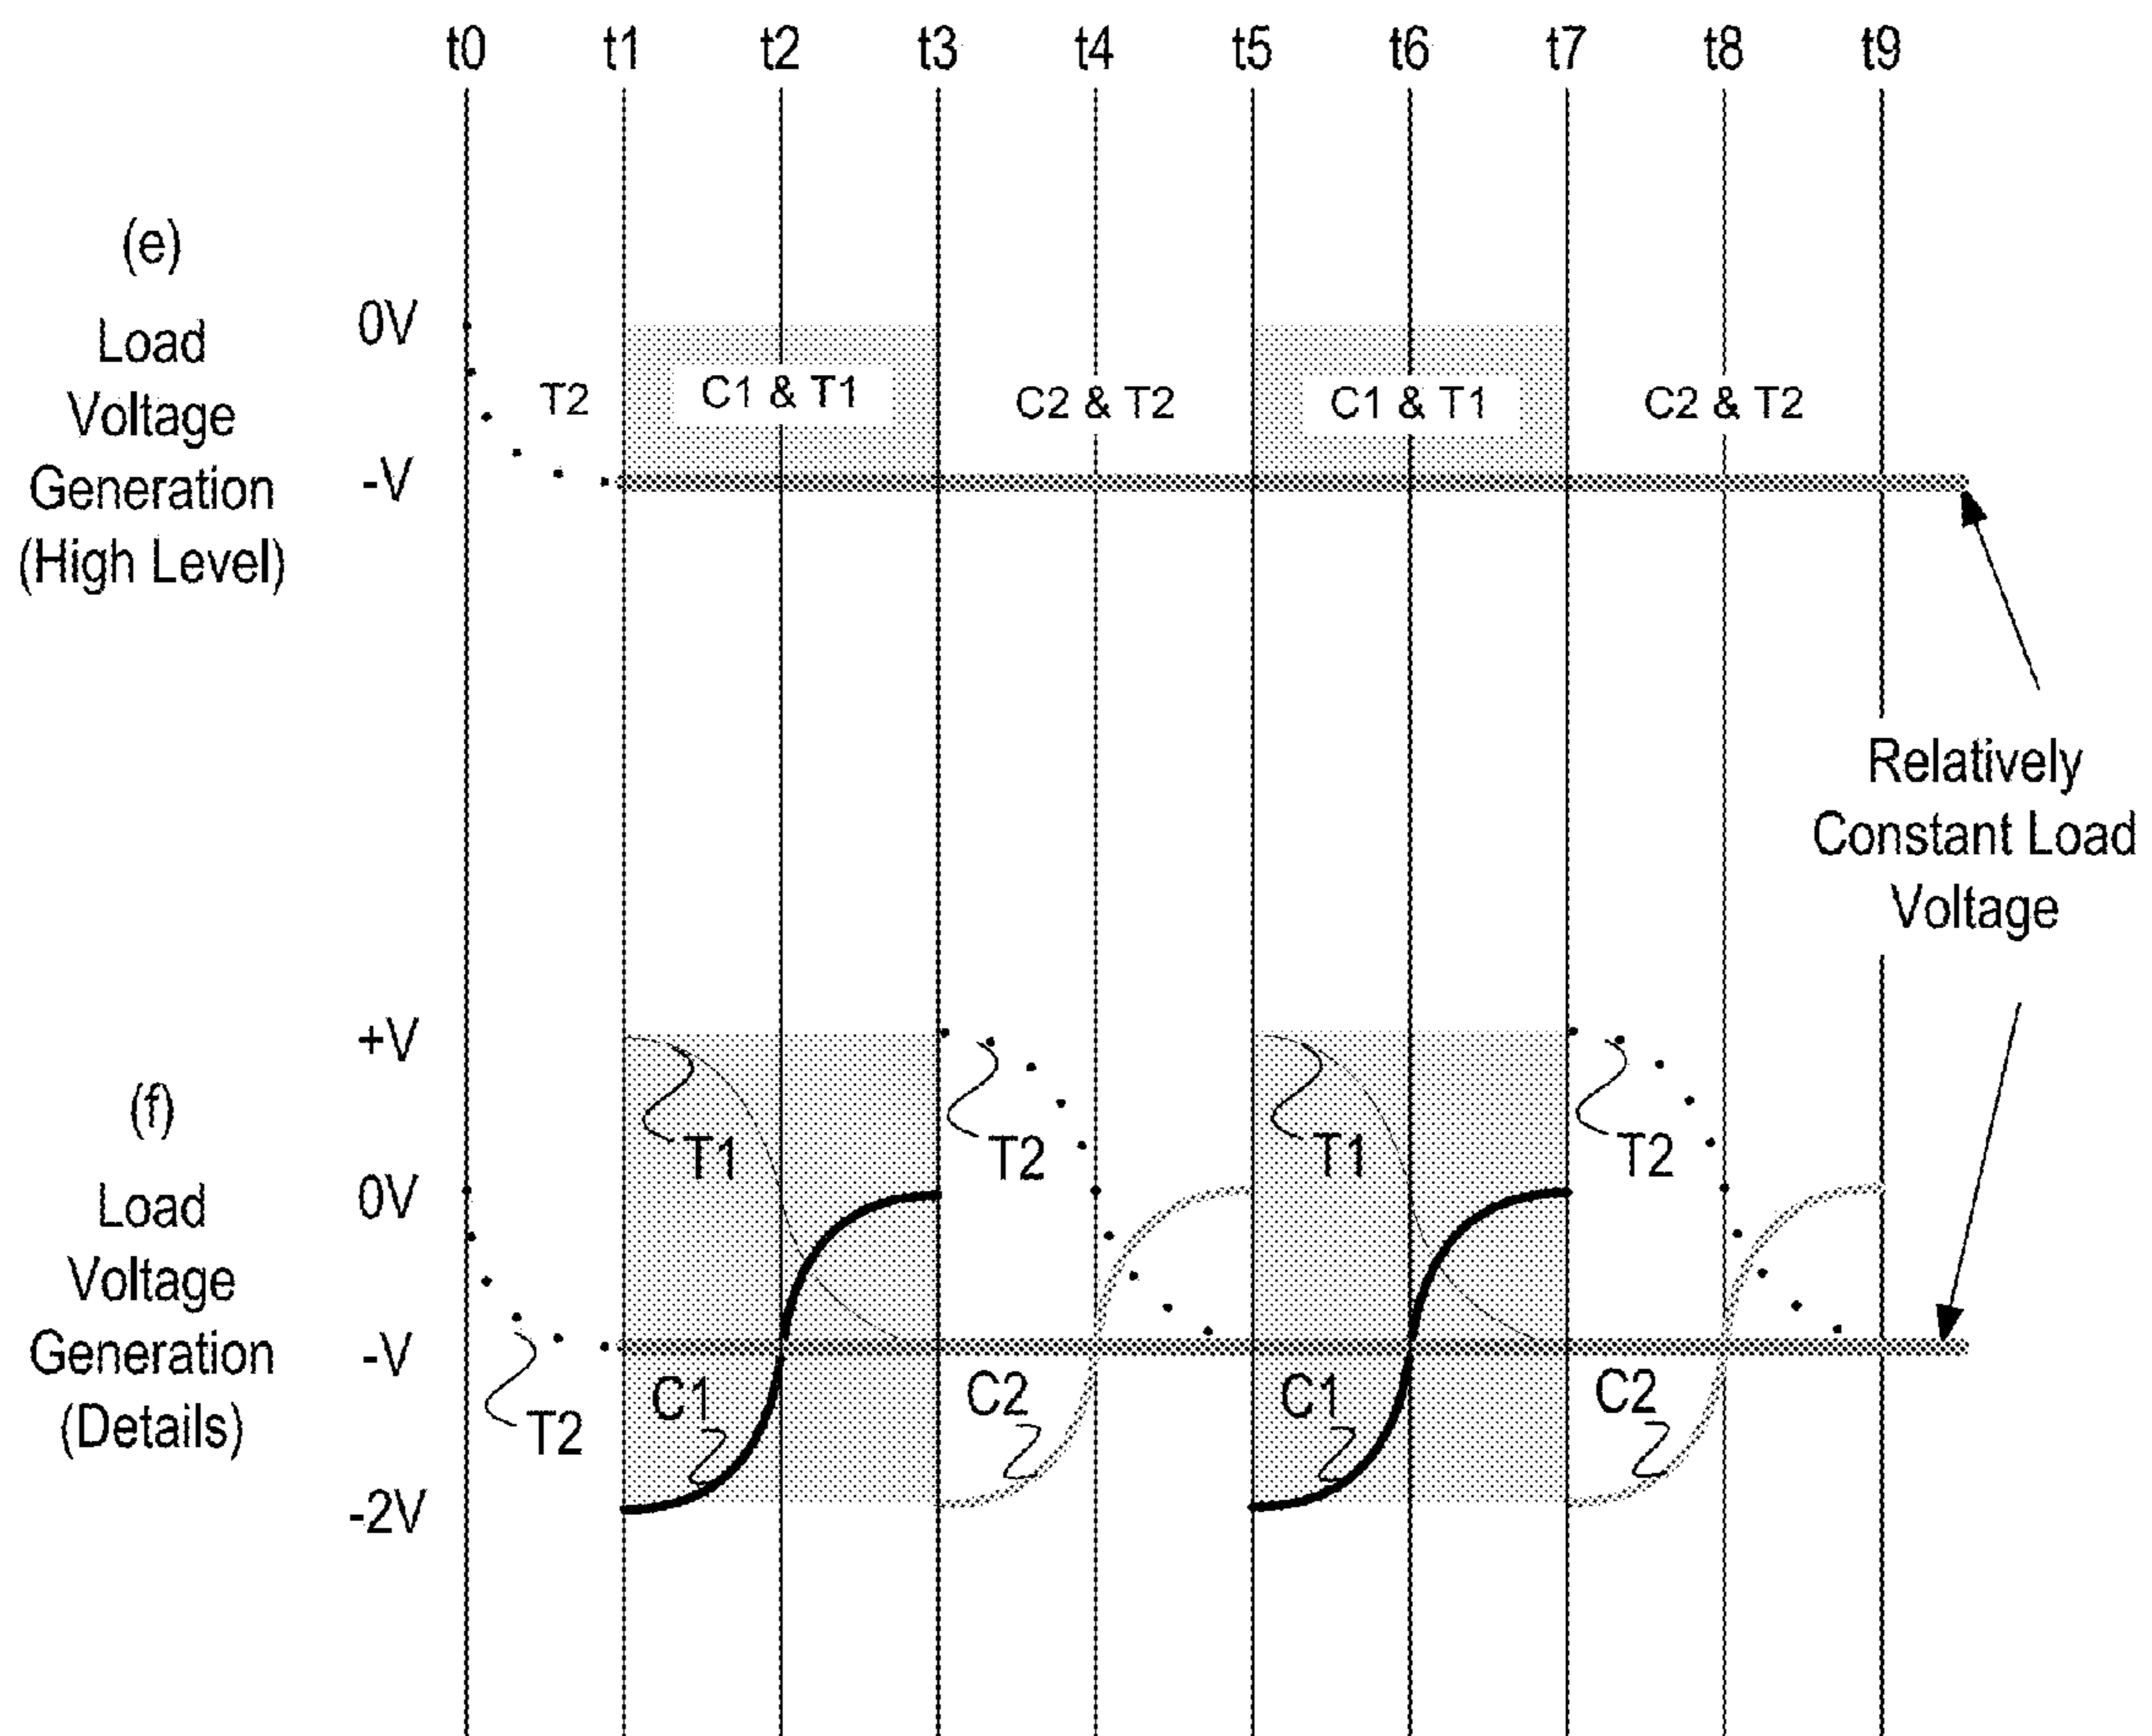 t0 t1 t2 t3 t4 t5 t6 t7 t8 t9
(e)
Load
Voltage
Generation
(High Level)
0V
-V
T2
C1 & T1
C2 & T2
C1 & T1
C2 & T2
Relatively
Constant Load
Voltage
(f)
Load
Voltage
Generation
(Details)
+V
0V
-V
-2V
T1
T2
T1
T2
T2
C1
C2
C1
C2